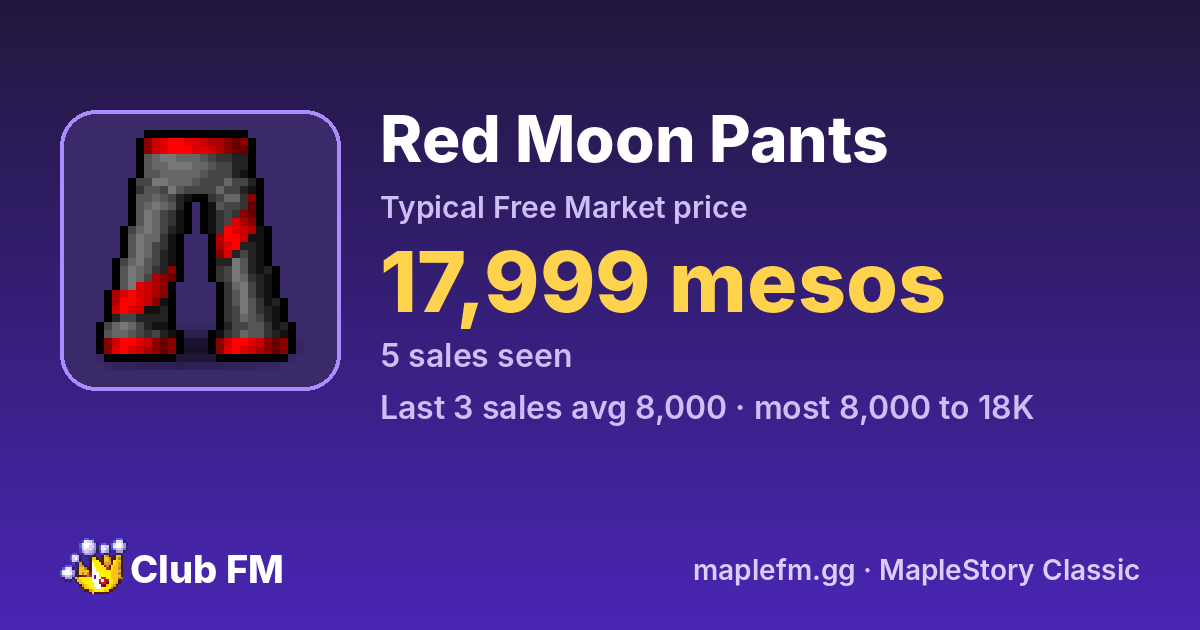 Red Moon Pants
Typical Free Market price
17,999 mesos
5 sales seen
Last 3 sales avg 8,000 · most 8,000 to 18K
Club FM
maplefm.gg · MapleStory Classic